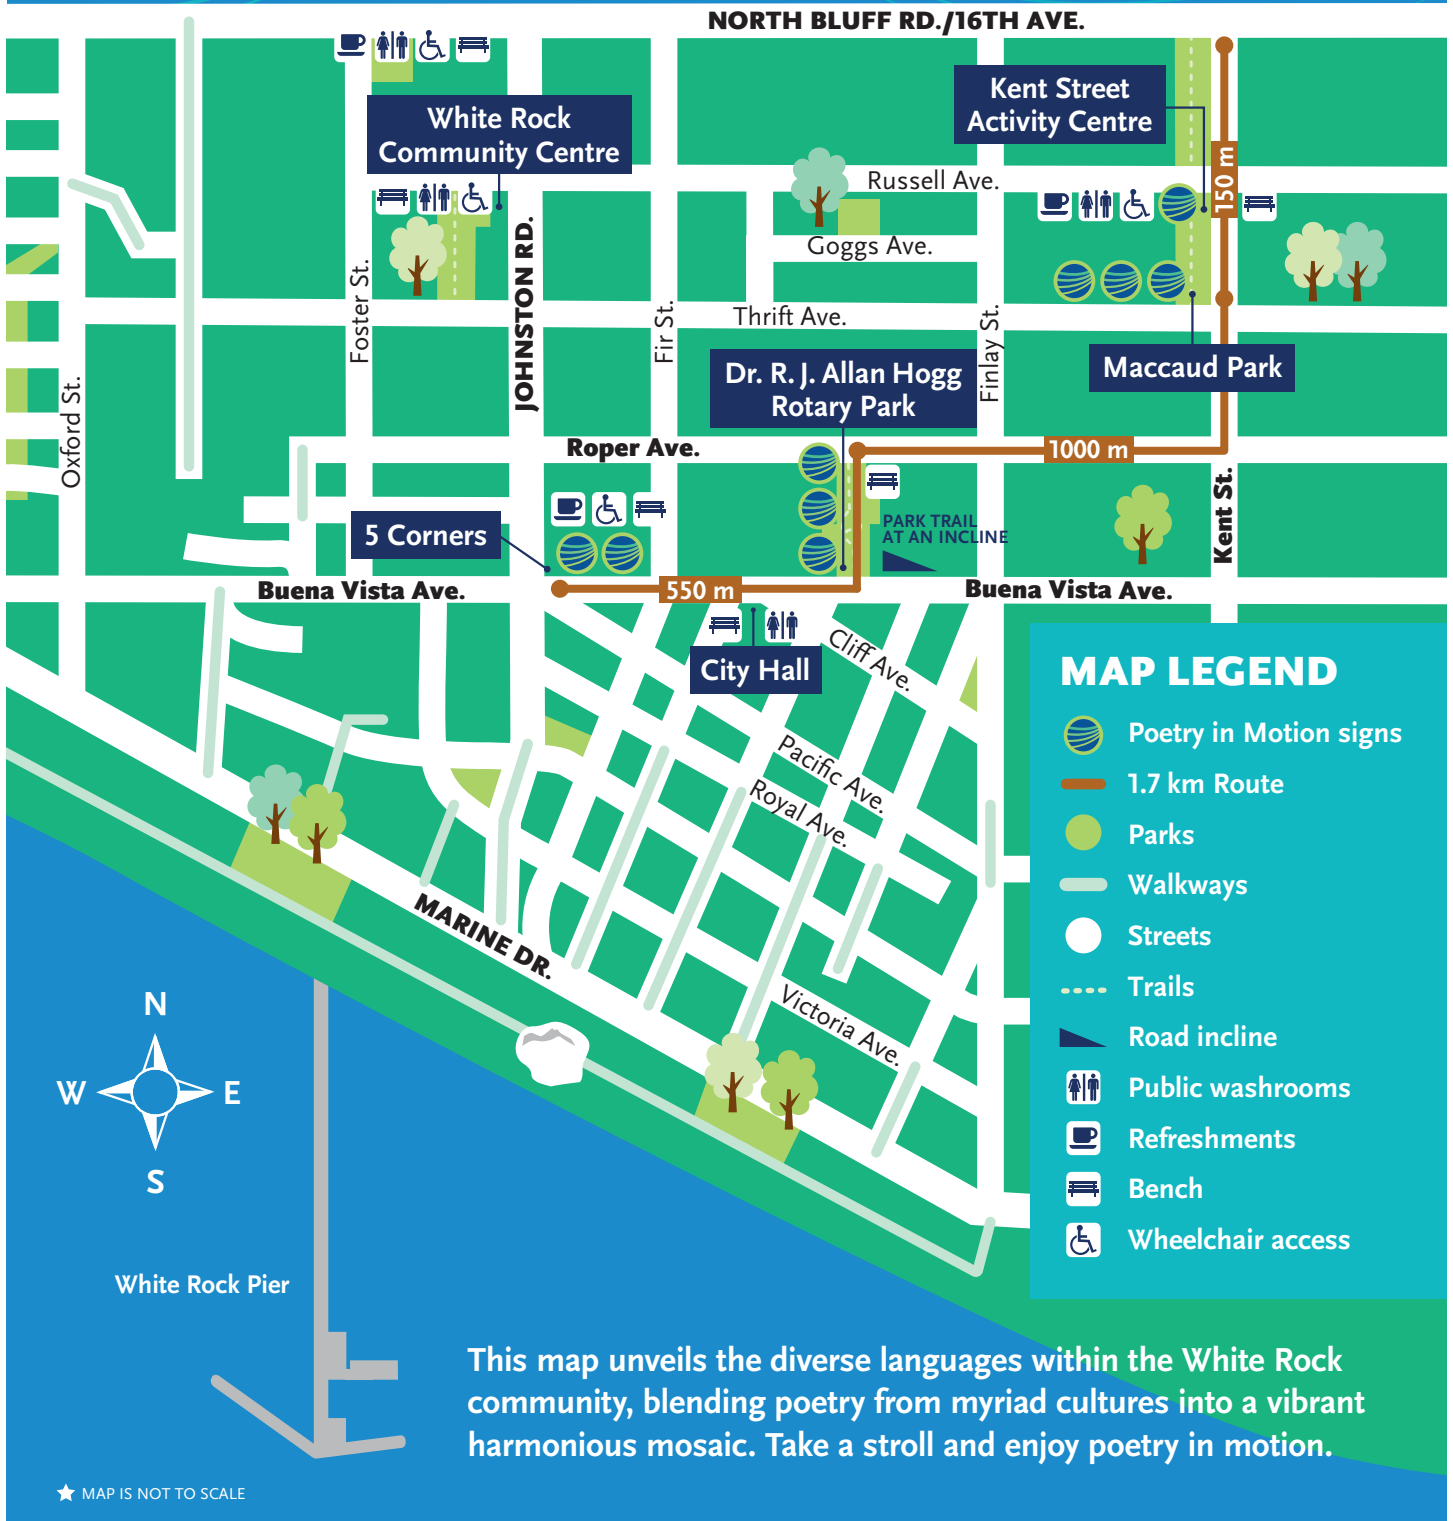 NORTH BLUFF RD./16TH AVE.
Kent Street
Activity Centre
White Rock
Community Centre
150 m
Russell Ave.
Goggs Ave.
JOHNSTON RD.
Foster St.
Fir St.
Thrift Ave.
Finlay St.
Maccaud Park
Dr. R. J. Allan Hogg
Rotary Park
Oxford St.
Roper Ave.
1000 m
Kent St.
5 Corners
PARK TRAIL
AT AN INCLINE
Buena Vista Ave.
550 m
Buena Vista Ave.
City Hall
Cliff Ave.
Pacific Ave.
Royal Ave.
MARINE DR.
Victoria Ave.
MAP LEGEND
Poetry in Motion signs
1.7 km Route
Parks
Walkways
Streets
Trails
Road incline
Public washrooms
Refreshments
Bench
Wheelchair access
N
W
E
S
White Rock Pier
This map unveils the diverse languages within the White Rock
community, blending poetry from myriad cultures into a vibrant
harmonious mosaic. Take a stroll and enjoy poetry in motion.
MAP IS NOT TO SCALE